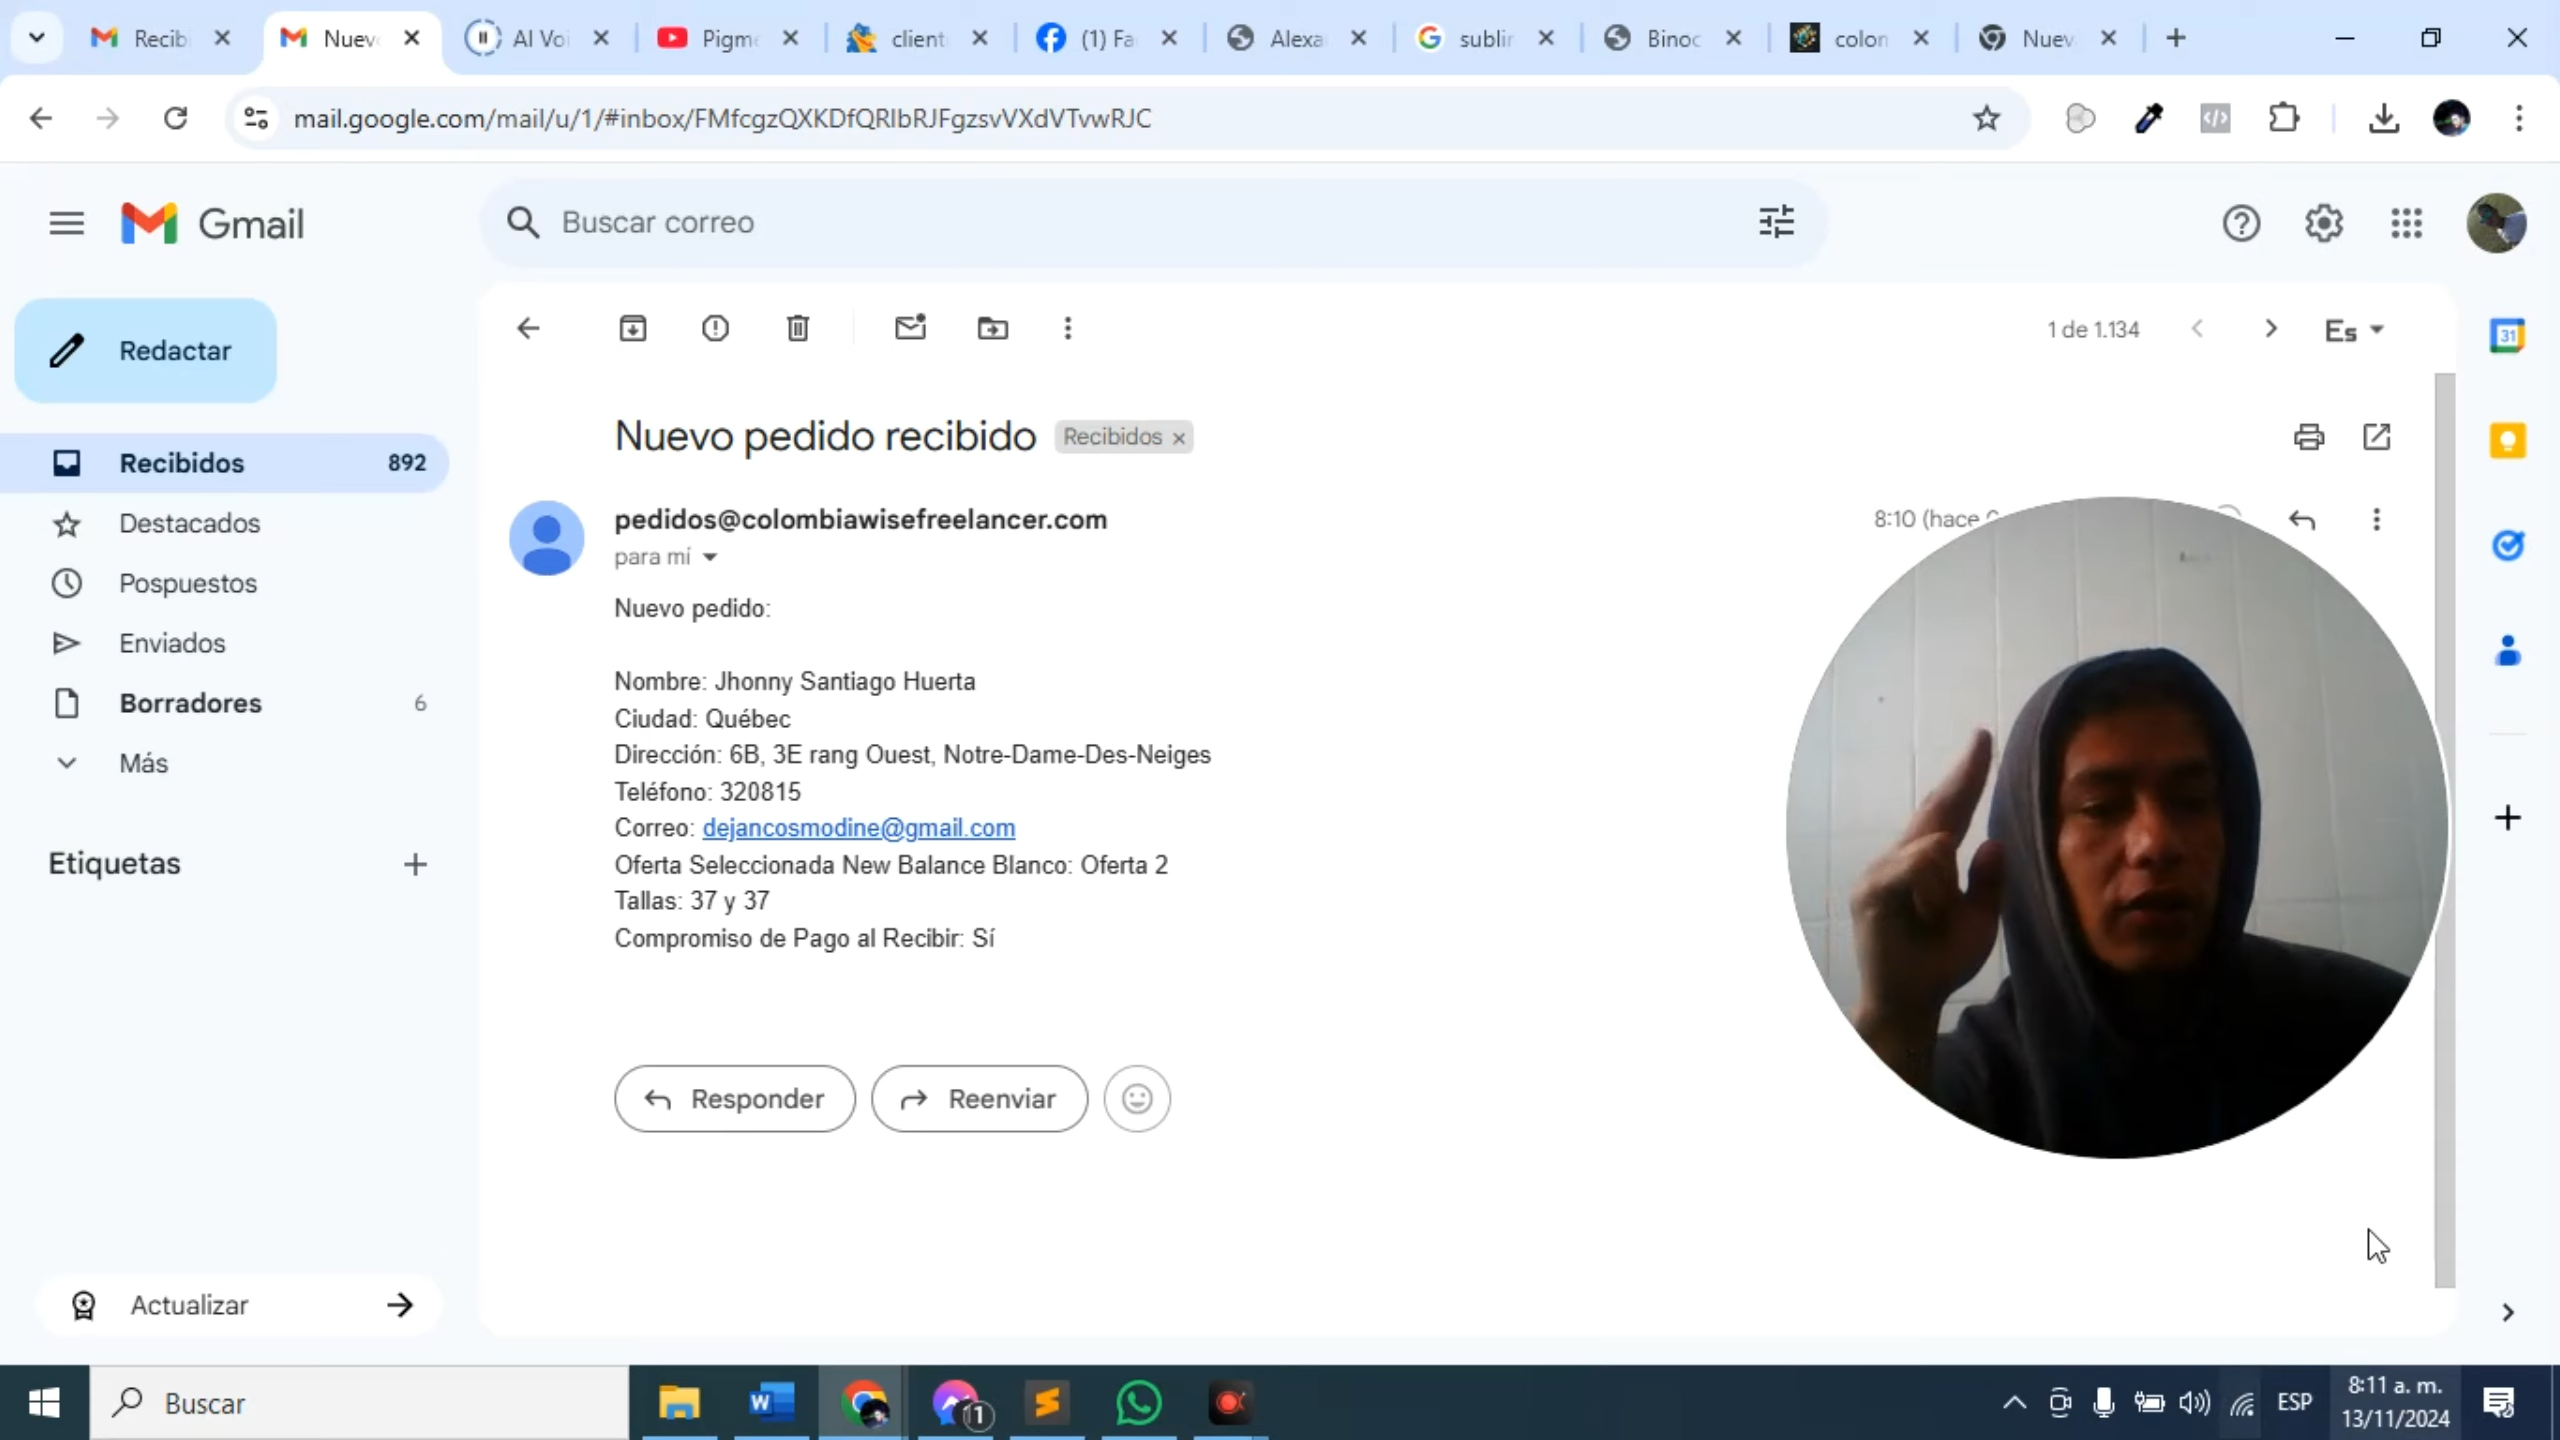 Recib
Nuev
AI Voi
Pigme
client
(1) Fa
Alexa
sublir
Binoc
colon
Nuev
mail.google.com/mail/u/1/#inbox/FMfcgzQXKDfQRlbRJFgzsvVXdVTvwRJC
Gmail
Buscar correo
Redactar
1 de 1.134
Es
Nuevo pedido recibido
Recibidos
Recibidos 892
pedidos@colombiawisefreelancer.com
8:10 (hace
Destacados
para mí
Pospuestos
Nuevo pedido:
Enviados
Nombre: Jhonny Santiago Huerta
Borradores 6
Ciudad: Québec
Dirección: 6B, 3E rang Ouest, Notre-Dame-Des-Neiges
Más
Teléfono: 320815
Correo: dejancosmodine@gmail.com
Etiquetas
Oferta Seleccionada New Balance Blanco: Oferta 2
Tallas: 37 y 37
Compromiso de Pago al Recibir: Sí
Responder
Reenviar
Actualizar
31
Buscar
1
ESP
8:11 a. m.
13/11/2024